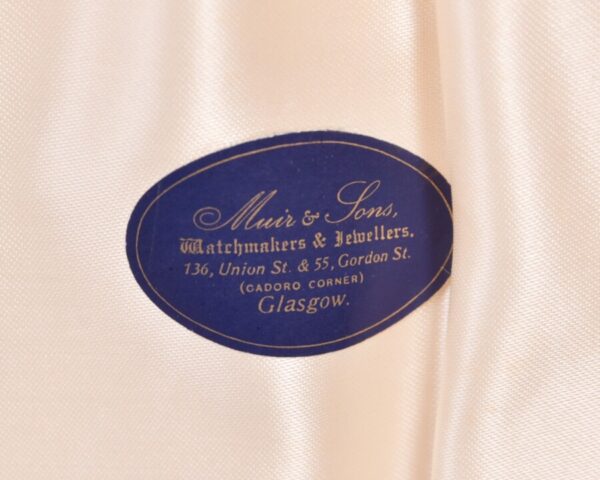 Muir & Sons,
Watchmakers & Jewellers.
136, Union St. & 55, Gordon St.
(CADORO CORNER)
Glasgow.